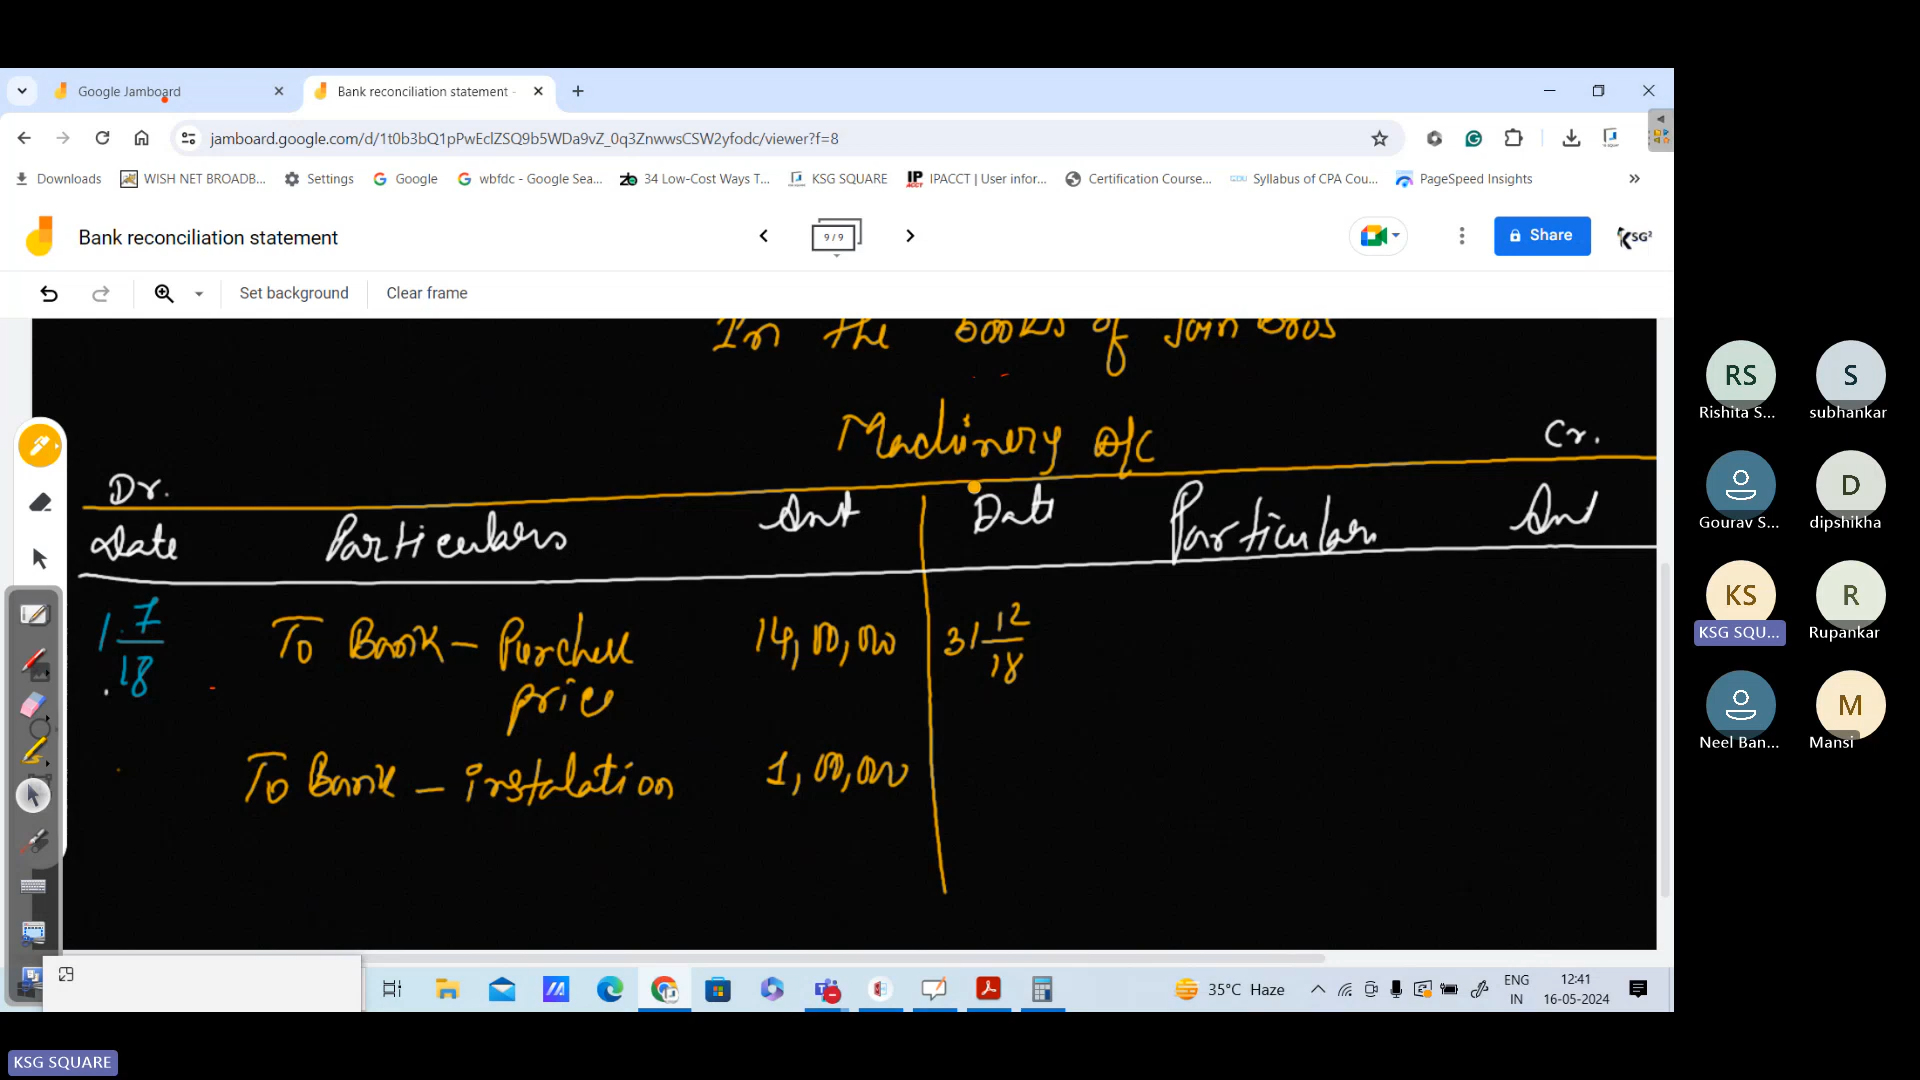 Google Jamboard
Bank reconciliation statement -
jamboard.google.com/d/1t0b3bQ1pPwEclZSQ9b5WDa9vZ_0q3ZnwwsCSW2yfodc/viewer?f=8
Downloads WISH NET BROADB... Settings Google wbfdc - Google Sea... 34 Low-Cost Ways T... KSG SQUARE IPACCT | User infor... Certification Course... Syllabus of CPA Cou... PageSpeed Insights
Bank reconciliation statement
9 / 9
Share
KSG²
Set background Clear frame
In the books of Jain Bros
Machinery A/C
Dr. Cr.
Date Particulars Amt Date Particulars Amt
1 7/18 To Bank - Purchase price 14,00,000 31 12/18
To Bank - instalation 1,00,000
RS S
Rishita S... subhankar
D
Gourav S... dipshikha
KS R
KSG SQU... Rupankar
M
Neel Ban... Mansi
35°C Haze
ENG
IN
12:41
16-05-2024
KSG SQUARE